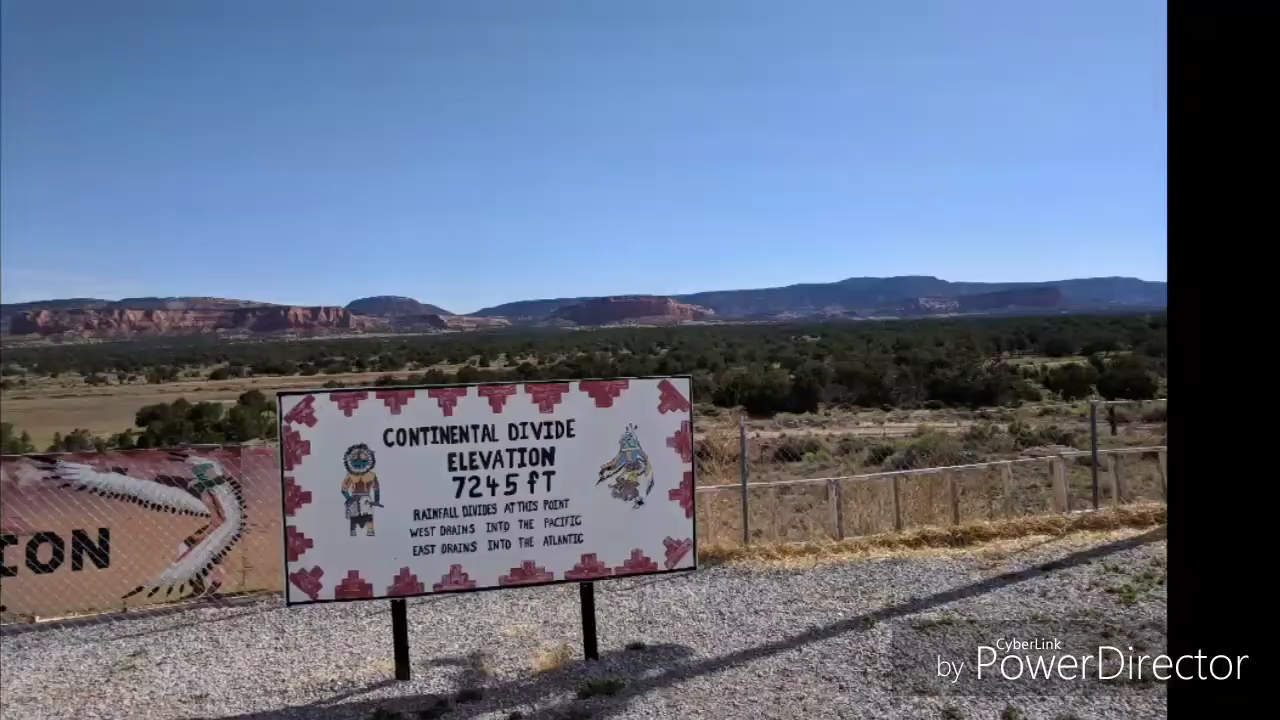 CONTINENTAL DIVIDE
ELEVATION
7245 fT
RAINFALL DIVIDES AT THIS POINT
WEST DRAINS INTO THE PACIFIC
EAST DRAINS INTO THE ATLANTIC
ION
CyberLink
by PowerDirector